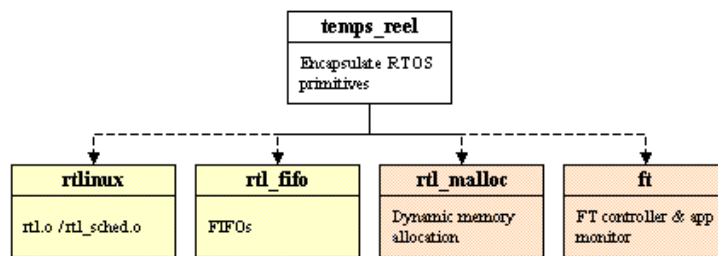 temps_reel
Encapsulate RTOS
primitives
rtlinux
rtl.o /rtl_sched.o
rtl_fifo
FIFOs
rtl_malloc
Dynamic memory
allocation
ft
FT controller & app
monitor